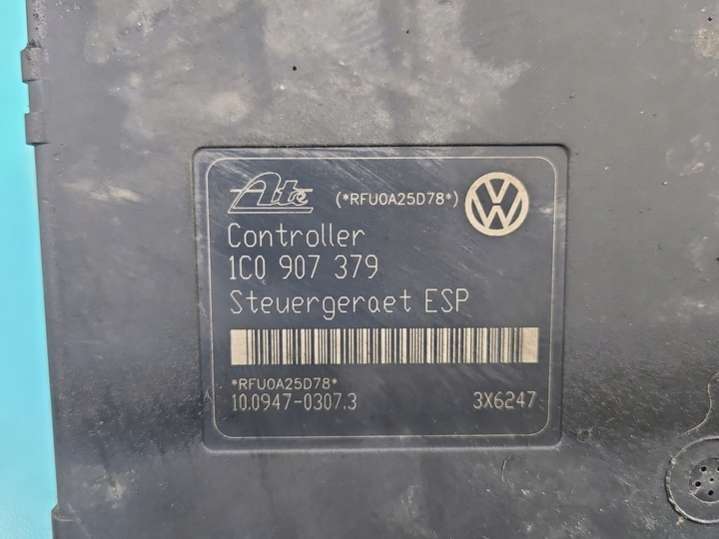 Ate (*RFU0A25D78*)
Controller
1C0 907 379
Steuergeraet ESP
*RFU0A25D78*
10.0947-0307.3 3X6247